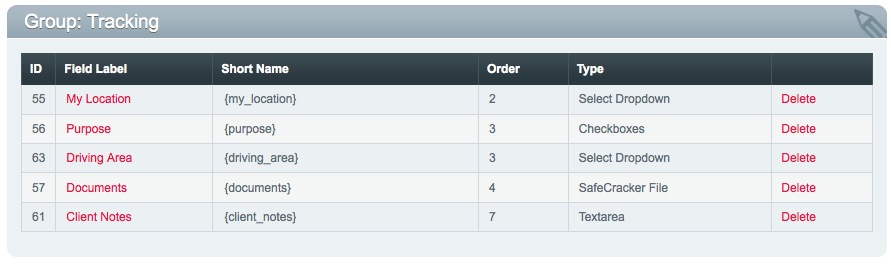 Group: Tracking
ID Field Label Short Name Order Type
55 My Location {my_location} 2 Select Dropdown Delete
56 Purpose {purpose} 3 Checkboxes Delete
63 Driving Area {driving_area} 3 Select Dropdown Delete
57 Documents {documents} 4 SafeCracker File Delete
61 Client Notes {client_notes} 7 Textarea Delete